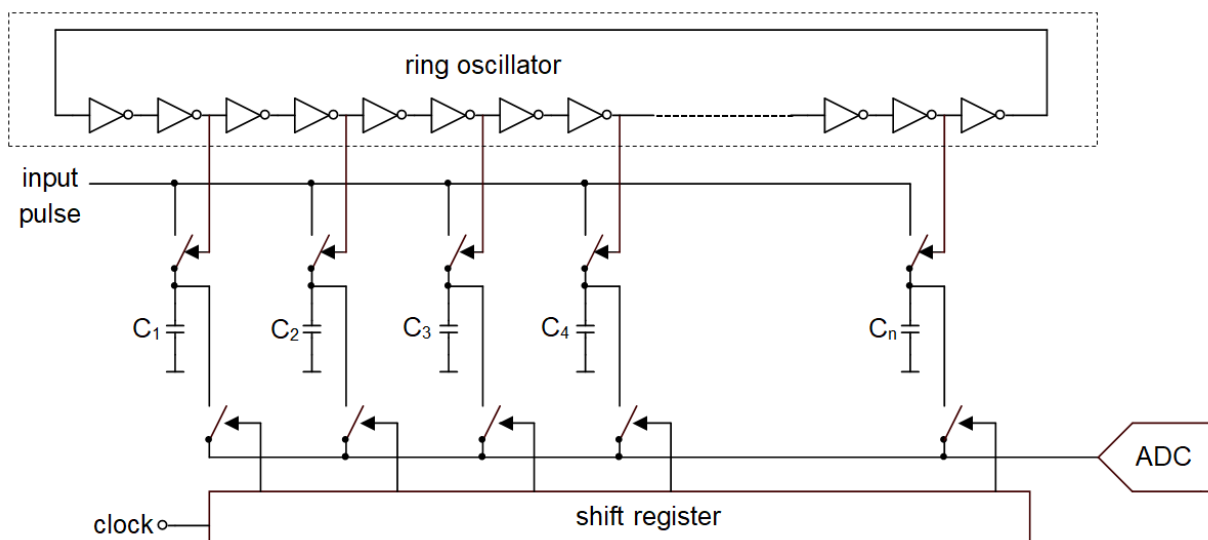 ring oscillator
input
pulse
C₁
C₂
C₃
C₄
Cₙ
ADC
shift register
clock